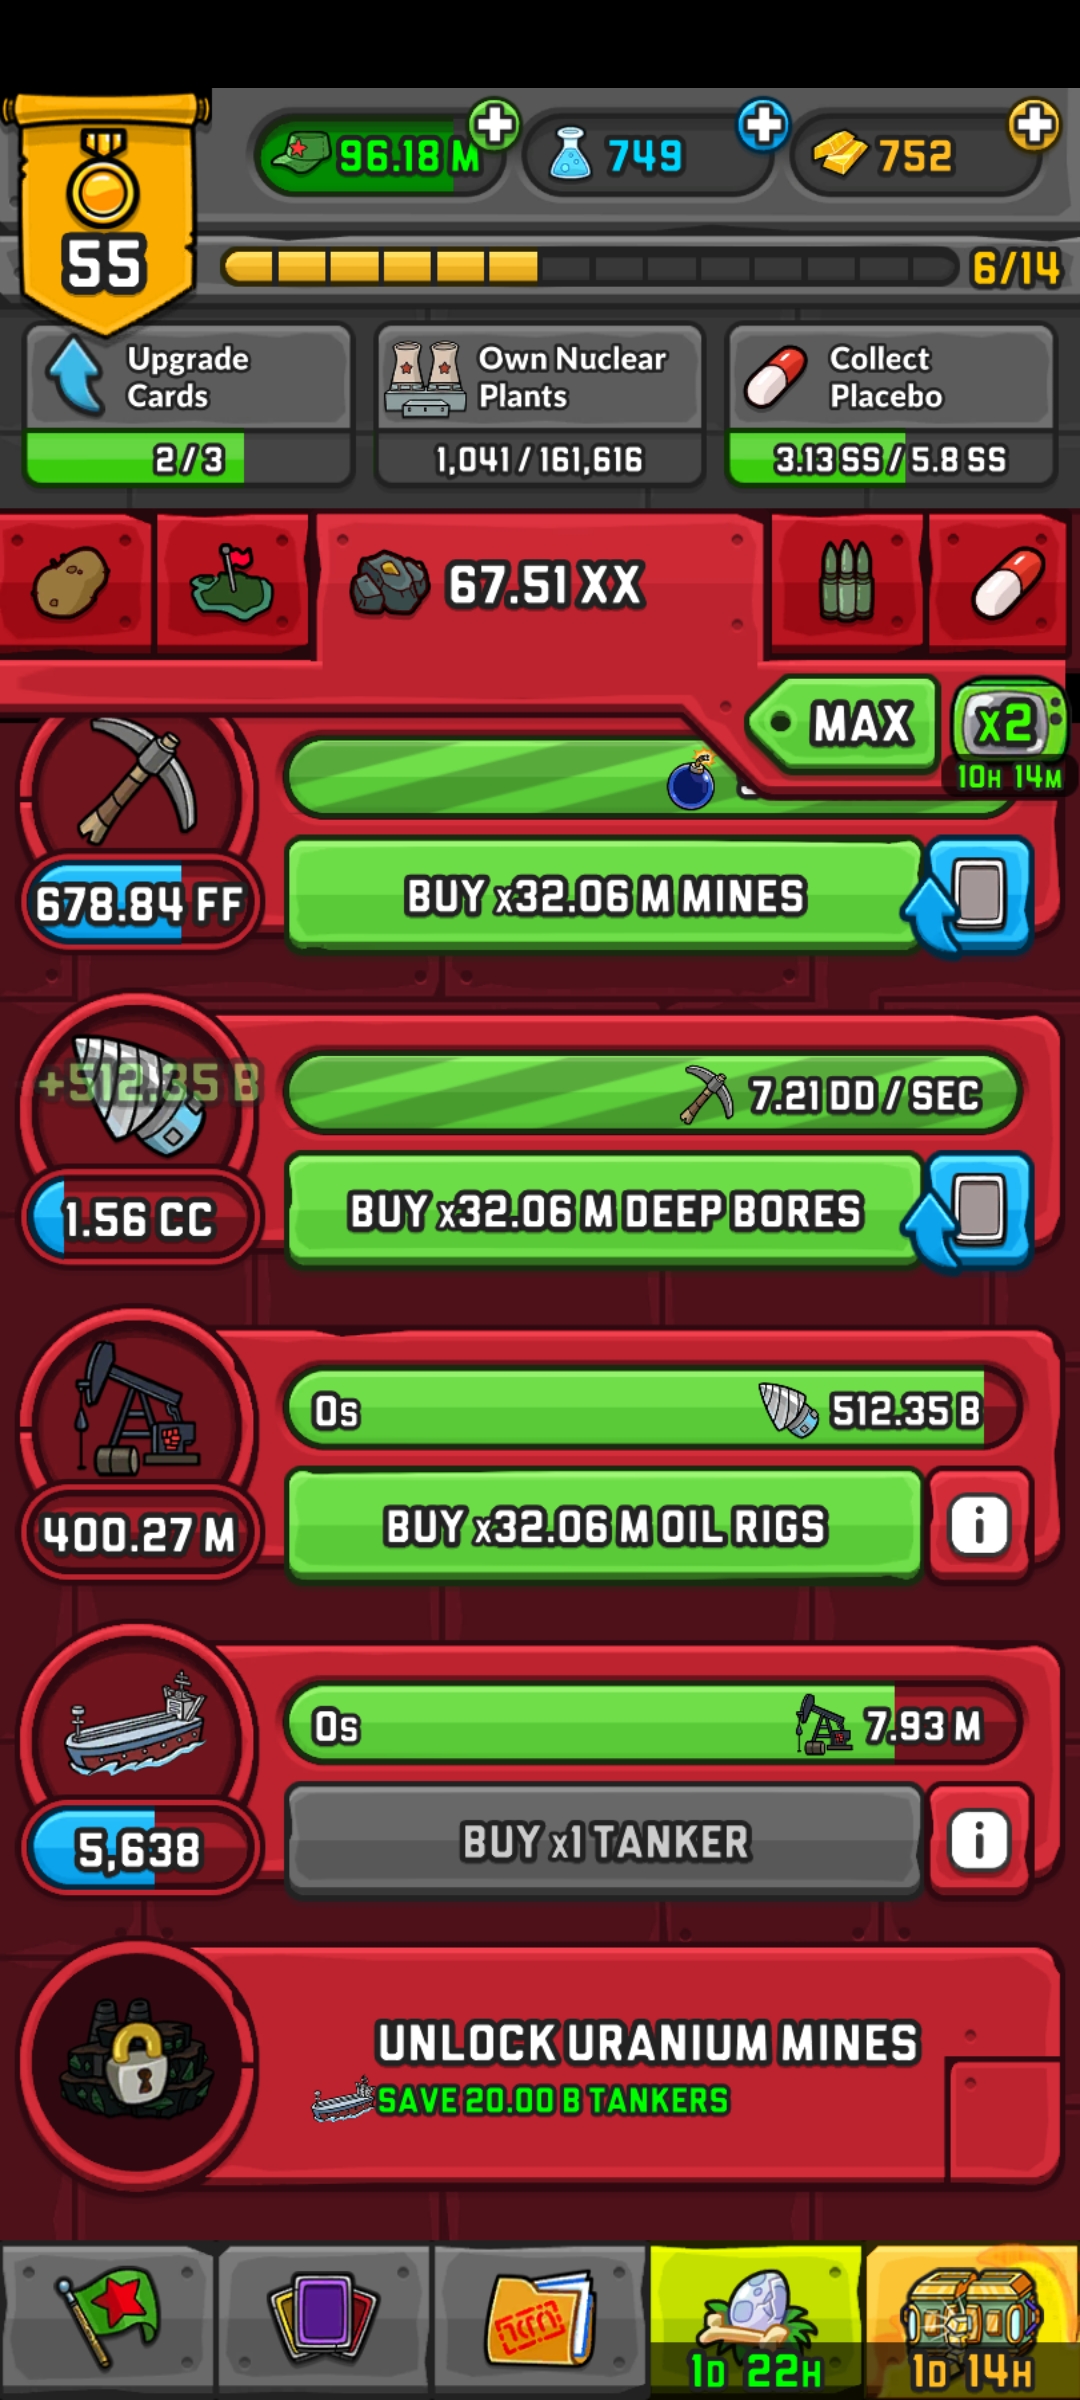 96.18 M
749
752
55
6/14
Upgrade
Cards
2/3
Own Nuclear
Plants
1,041/161,616
Collect
Placebo
3.13 SS/5.8 SS
67.51 XX
MAX
x2
10H 14M
678.84 FF
BUY x32.06 M MINES
+512.35 B
7.21 DD / SEC
1.56 CC
BUY x32.06 M DEEP BORES
0s
512.35 B
400.27 M
BUY x32.06 M OIL RIGS
i
0s
7.93 M
5,638
BUY x1 TANKER
i
UNLOCK URANIUM MINES
SAVE 20.00 B TANKERS
1D 22H
1D 14H